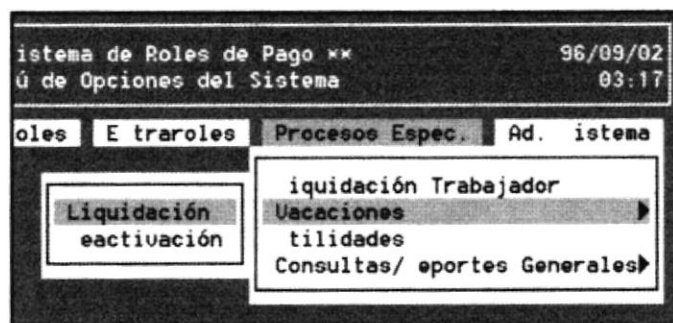 istema de Roles de Pago **
96/09/02
ú de Opciones del Sistema
03:17
oles E traroles Procesos Espec. Ad. istema
iquidación Trabajador
Liquidación
Vacaciones
eactivación
tilidades
Consultas/ eportes Generales